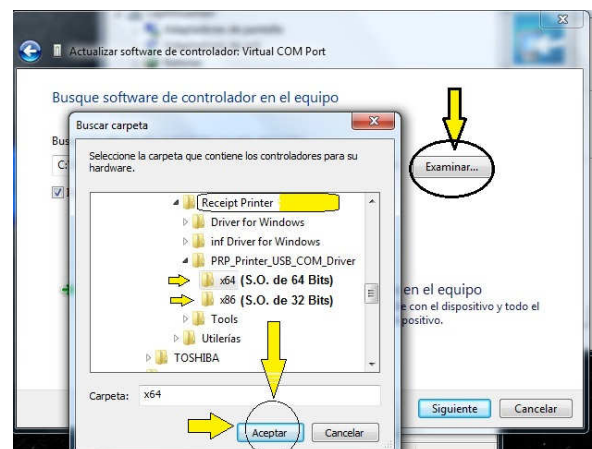 Actualizar software de controlador: Virtual COM Port
Busque software de controlador en el equipo
Buscar carpeta
Bus
Seleccione la carpeta que contiene los controladores para su
hardware.
C:
Examinar...
Receipt Printer
Driver for Windows
inf Driver for Windows
PRP_Printer_USB_COM_Driver
x64 (S.O. de 64 Bits)
x86 (S.O. de 32 Bits)
Tools
Utilerías
TOSHIBA
en el equipo
con el dispositivo y todo el
positivo.
Carpeta: x64
Aceptar Cancelar
Siguiente Cancelar